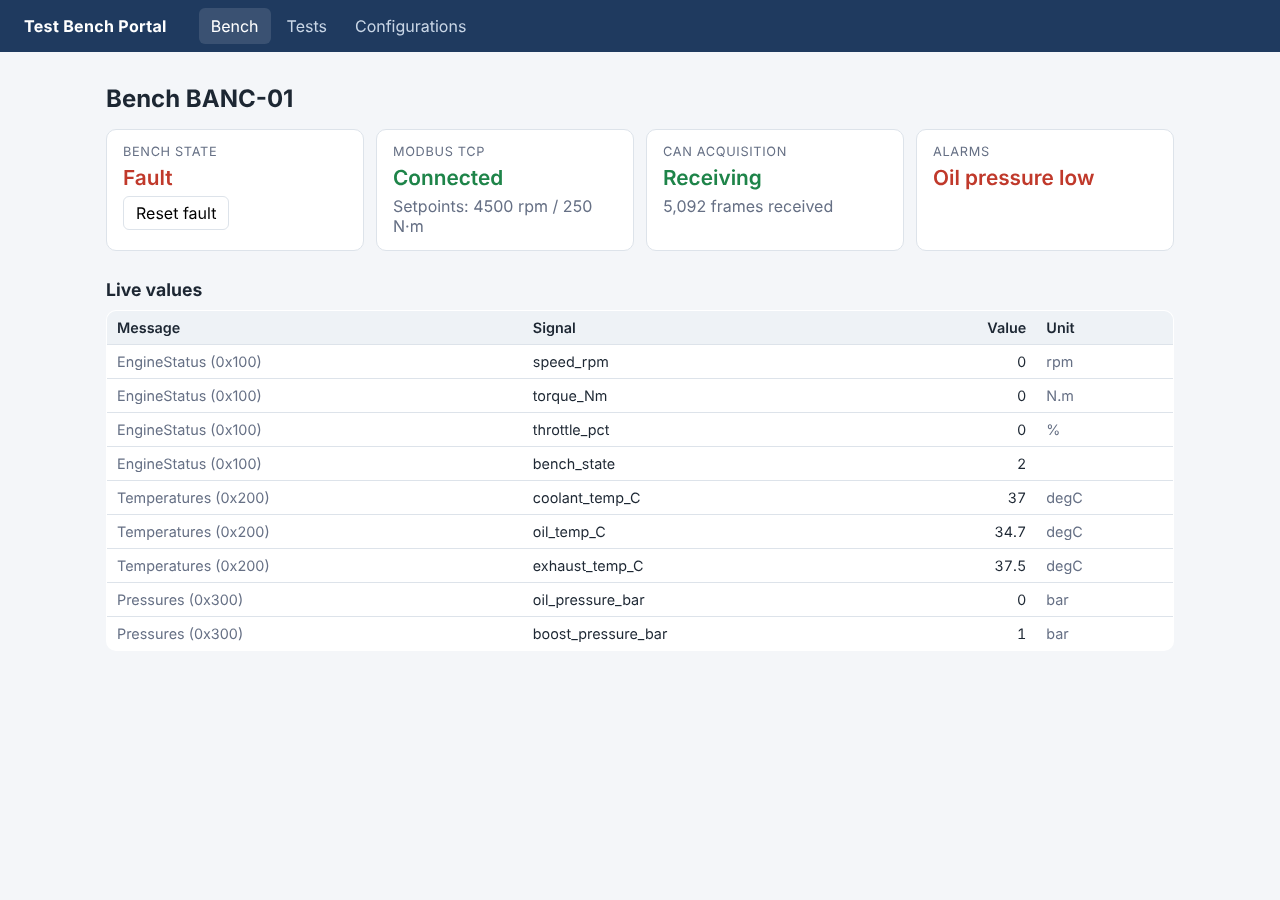 Test Bench Portal Bench Tests Configurations
Bench BANC-01
BENCH STATE
Fault
Reset fault
MODBUS TCP
Connected
Setpoints: 4500 rpm / 250
N·m
CAN ACQUISITION
Receiving
5,092 frames received
ALARMS
Oil pressure low
Live values
Message Signal Value Unit
EngineStatus (0x100) speed_rpm 0 rpm
EngineStatus (0x100) torque_Nm 0 N.m
EngineStatus (0x100) throttle_pct 0 %
EngineStatus (0x100) bench_state 2
Temperatures (0x200) coolant_temp_C 37 degC
Temperatures (0x200) oil_temp_C 34.7 degC
Temperatures (0x200) exhaust_temp_C 37.5 degC
Pressures (0x300) oil_pressure_bar 0 bar
Pressures (0x300) boost_pressure_bar 1 bar